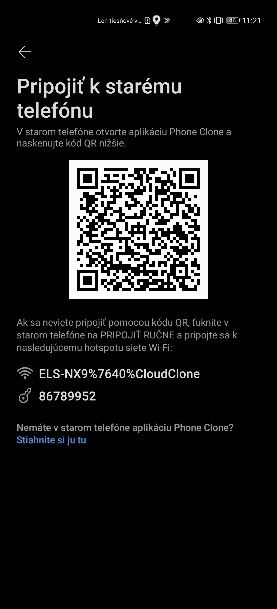 11:21
Pripojiť k starému
telefónu
V starom telefóne otvorte aplikáciu Phone Clone a
naskenujte kód QR nižšie.
Ak sa neviete pripojiť pomocou kódu QR, ťuknite v
starom telefóne na PRIPOJIŤ RUČNE a pripojte sa k
nasledujúcemu hotspotu siete Wi-Fi:
ELS-NX9%7640%CloudClone
86789952
Nemáte v starom telefóne aplikáciu Phone Clone?
Stiahnite si ju tu